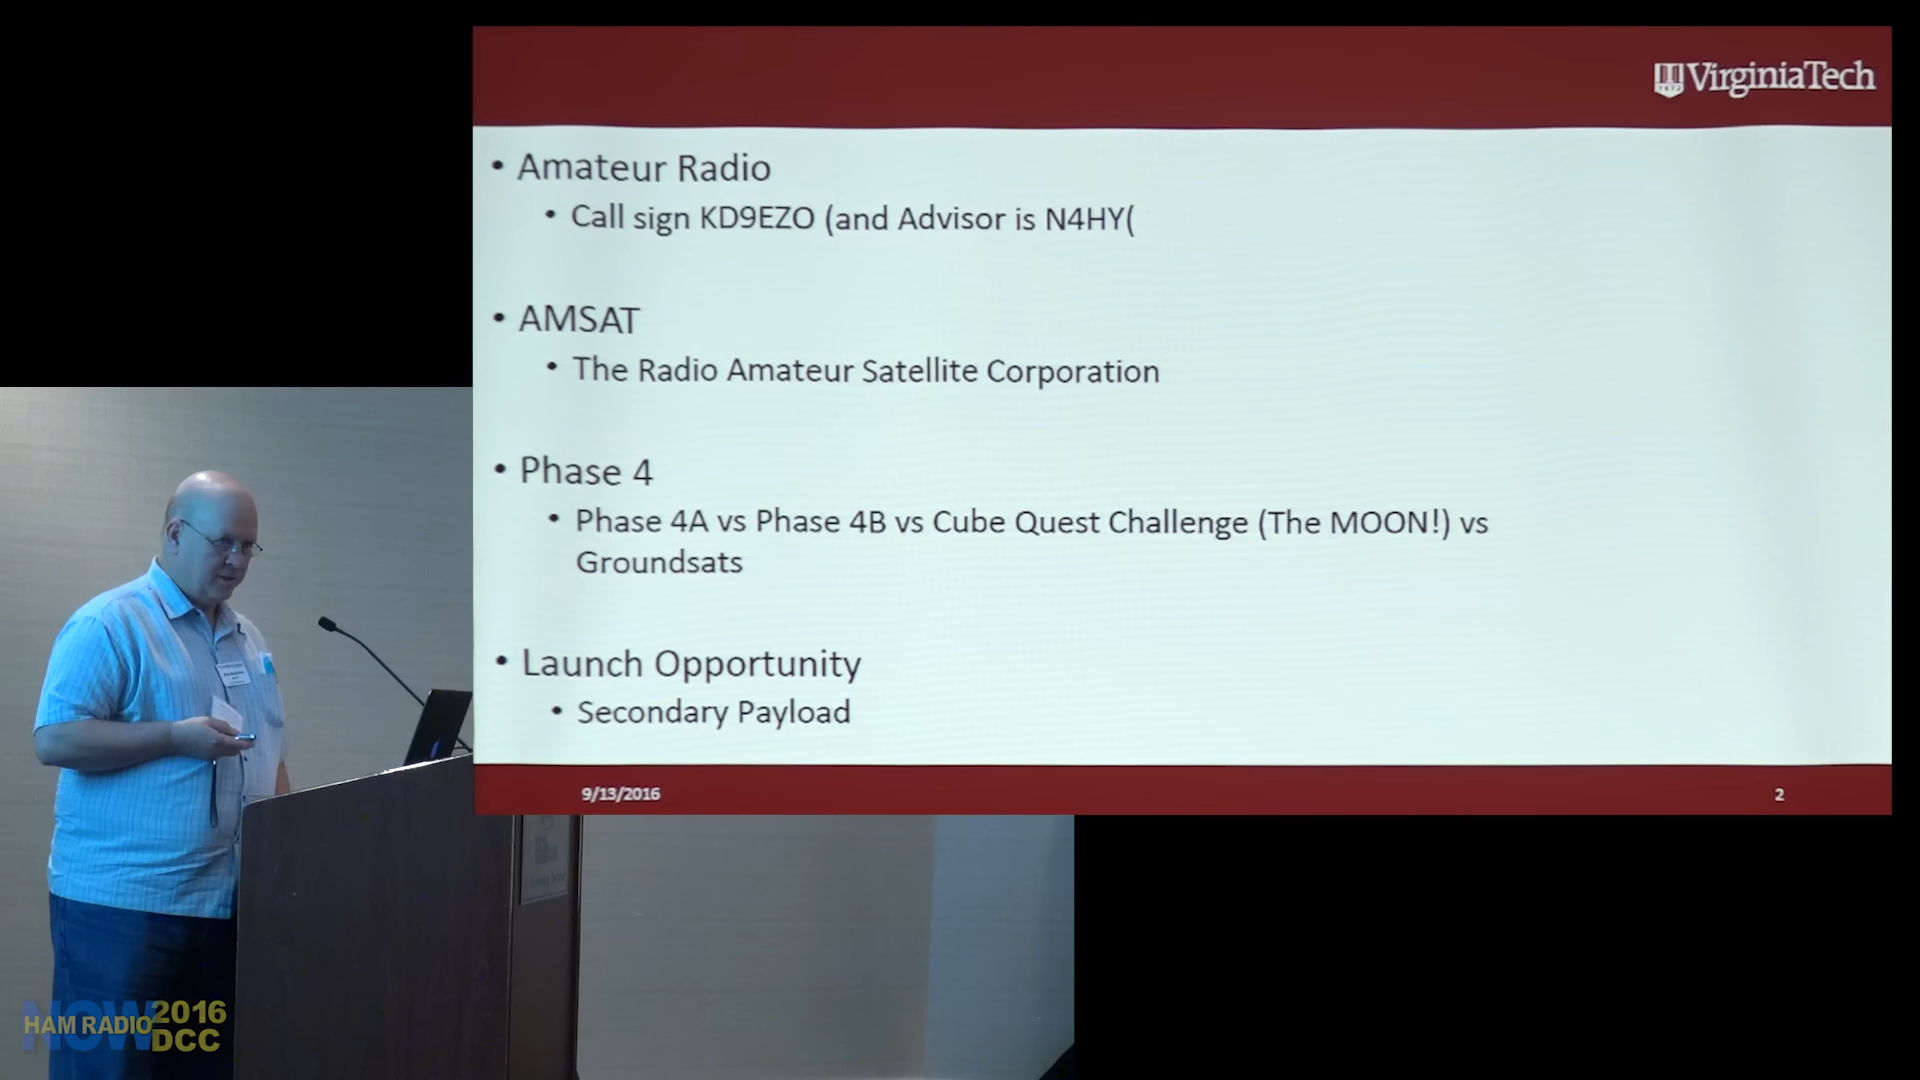 VirginiaTech
1872
• Amateur Radio
• Call sign KD9EZO (and Advisor is N4HY(
• AMSAT
• The Radio Amateur Satellite Corporation
• Phase 4
• Phase 4A vs Phase 4B vs Cube Quest Challenge (The MOON!) vs
Groundsats
• Launch Opportunity
• Secondary Payload
9/13/2016
2
HAM RADIO NOW 2016
DCC